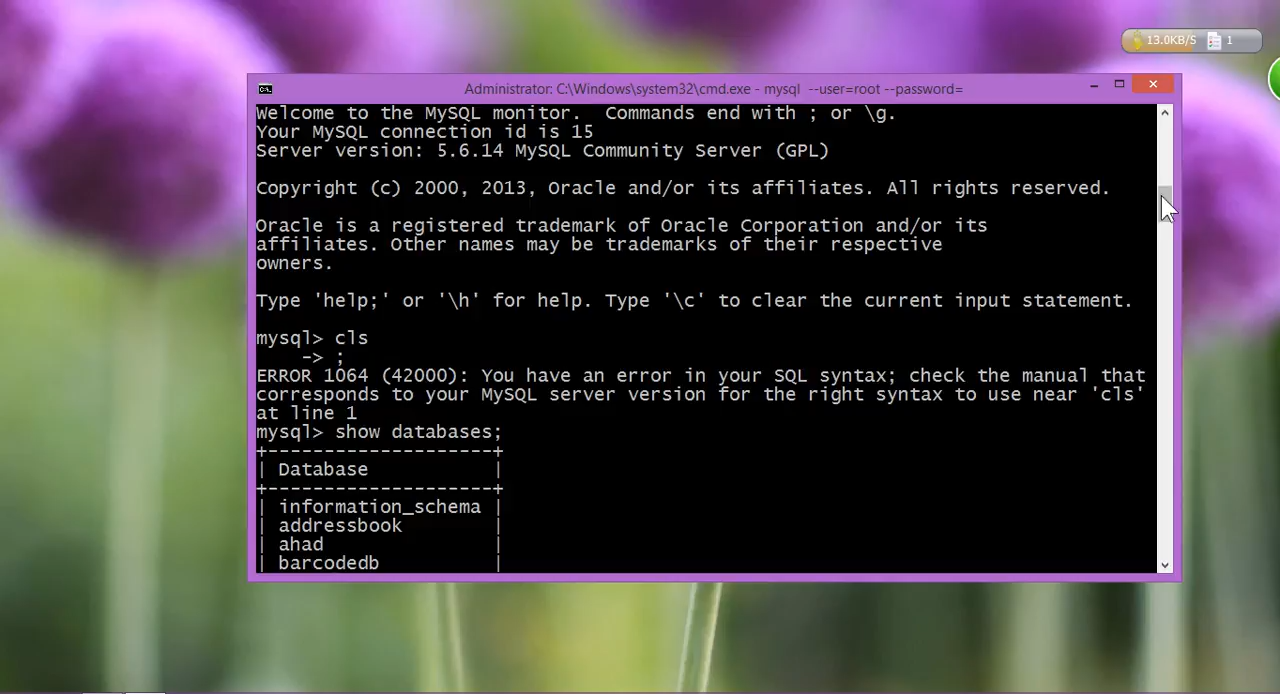 13.0KB/S 1
Administrator: C:\Windows\system32\cmd.exe - mysql --user=root --password=
Welcome to the MySQL monitor.  Commands end with ; or \g.
Your MySQL connection id is 15
Server version: 5.6.14 MySQL Community Server (GPL)
Copyright (c) 2000, 2013, Oracle and/or its affiliates. All rights reserved.
Oracle is a registered trademark of Oracle Corporation and/or its
affiliates. Other names may be trademarks of their respective
owners.
Type 'help;' or '\h' for help. Type '\c' to clear the current input statement.
mysql> cls
    -> ;
ERROR 1064 (42000): You have an error in your SQL syntax; check the manual that
corresponds to your MySQL server version for the right syntax to use near 'cls'
at line 1
mysql> show databases;
+--------------------+
| Database           |
+--------------------+
| information_schema |
| addressbook        |
| ahad               |
| barcodedb          |